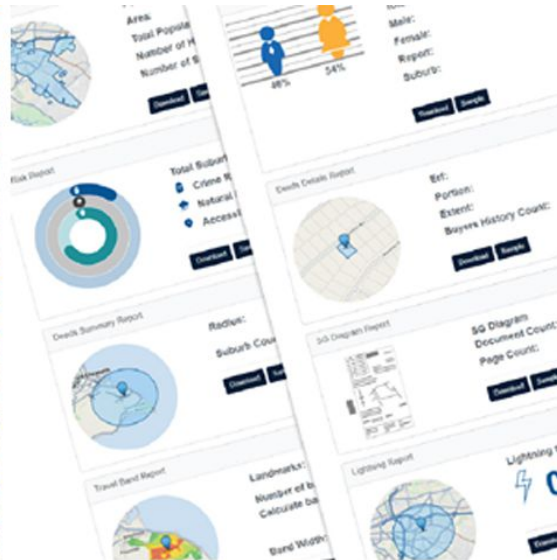 Area:
Total Popula
Number of H
Number of S
Download
Risk Report
Total Suburb
Crime R
Natural
Accessi
Download
Deeds Summary Report
Radius:
Suburb Coun
Download
Travel Band Report
Landmarks:
Number of b
Calculate ba
Band Width:
46%
54%
Male:
Female:
Report:
Suburb:
Download Sample
Deeds Details Report
Erf:
Portion:
Extent:
Buyers History Count:
Download Sample
SG Diagram Report
SG Diagram
Document Count:
Page Count:
Download Sample
Lightning Report
Lightning